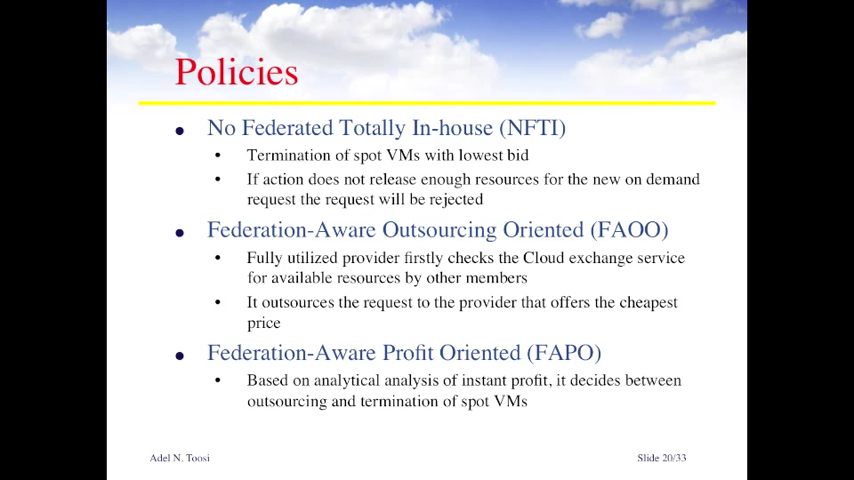 Policies
• No Federated Totally In-house (NFTI)
• Termination of spot VMs with lowest bid
• If action does not release enough resources for the new on demand
request the request will be rejected
• Federation-Aware Outsourcing Oriented (FAOO)
• Fully utilized provider firstly checks the Cloud exchange service
for available resources by other members
• It outsources the request to the provider that offers the cheapest
price
• Federation-Aware Profit Oriented (FAPO)
• Based on analytical analysis of instant profit, it decides between
outsourcing and termination of spot VMs
Adel N. Toosi
Slide 20/33